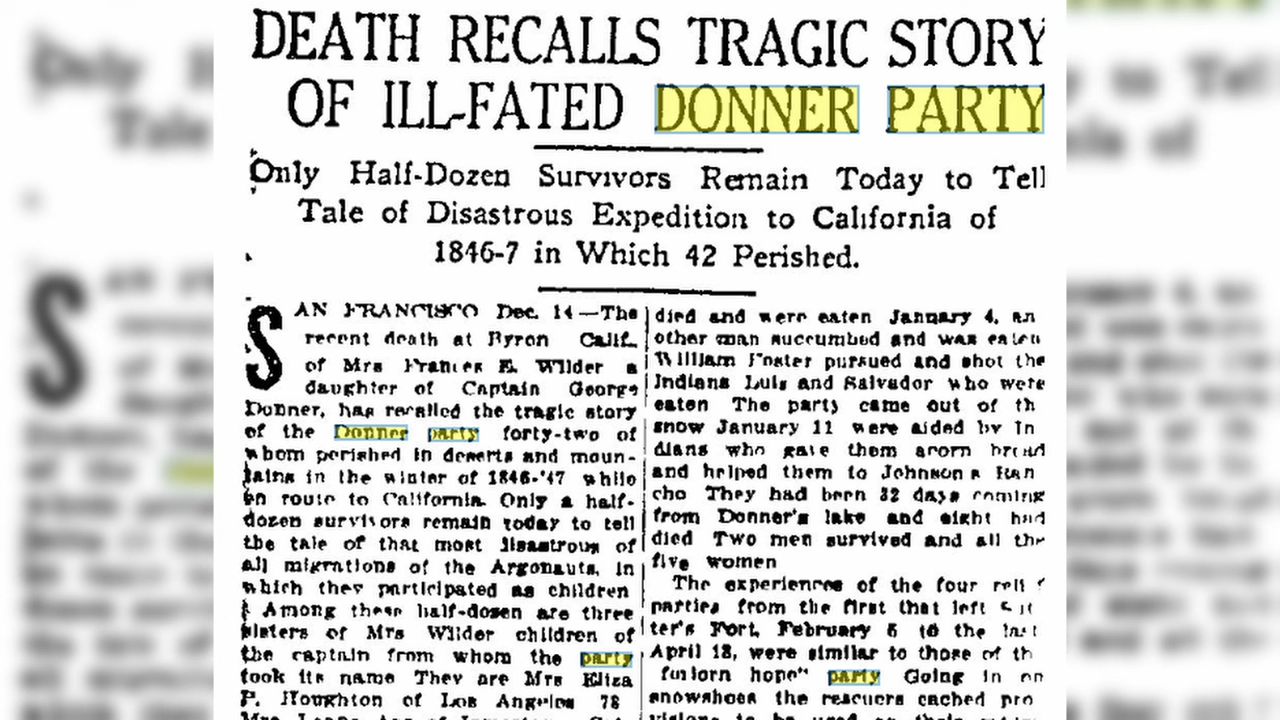 DEATH RECALLS TRAGIC STORY
OF ILL-FATED DONNER PARTY
Only Half-Dozen Survivors Remain Today to Tell
Tale of Disastrous Expedition to California of
1846-7 in Which 42 Perished.
SAN FRANCISCO Dec. 14—The
recent death at Byron Calif.
of Mrs Frances E. Wilder a
daughter of Captain George
Donner, has recalled the tragic story
of the Donner party forty-two of
whom perished in deserts and moun-
tains in the winter of 1846-'47 while
en route to California. Only a half-
dozen survivors remain today to tell
the tale of that most disastrous of
all migrations of the Argonauts, in
which they participated as children
Among these half-dozen are three
sisters of Mrs Wilder children of
the captain from whom the party
took its name They are Mrs Eliza
P. Houghton of Los Angeles 78
died and were eaten January 4, an
other man succumbed and was eaten
William Foster pursued and shot the
Indians Luis and Salvador who were
eaten The party came out of th
snow January 11 were aided by In
dians who gave them acorn bread
and helped them to Johnson s Ran
cho They had been 32 days coming
from Donner's lake and eight had
died Two men survived and all the
five women
The experiences of the four reli f
parties from the first that left Sut
ter's Fort, February 5 to the last
April 13, were similar to those of th
forlorn hope" party Going in on
snowshoes the rescuers cached pro
visions to be used on their